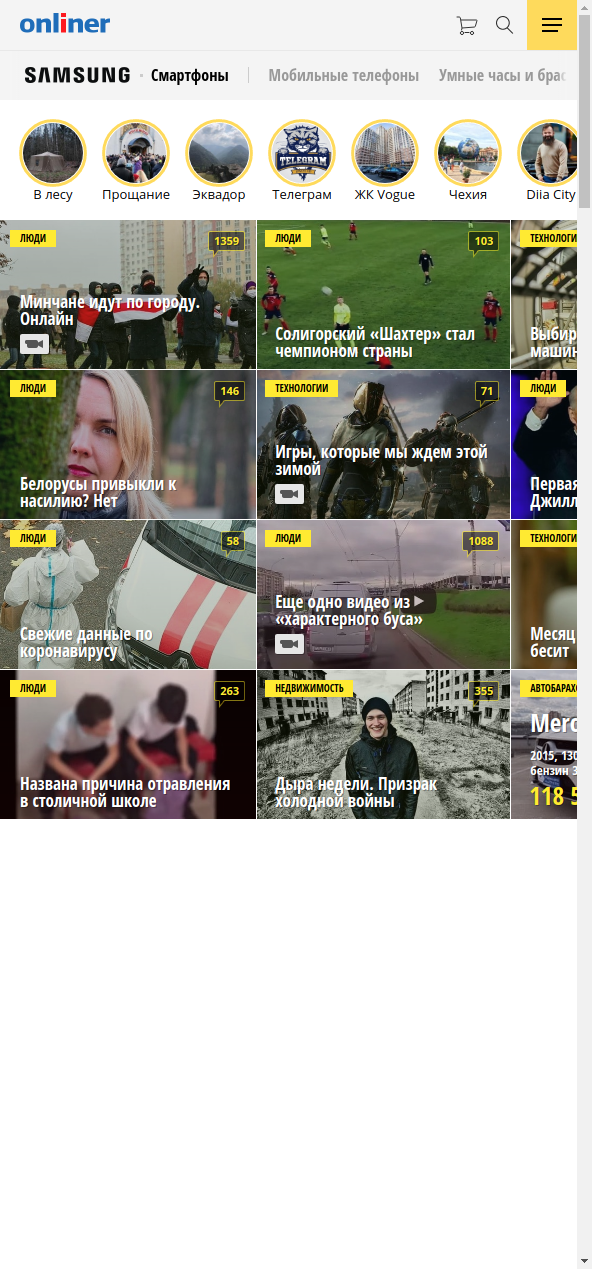 onliner
SAMSUNG Смартфоны
Мобильные телефоны
Умные часы и брас
В лесу
Прощание
Эквадор
TELEGRAM
Телеграм
ЖК Vogue
Чехия
Diia City
ЛЮДИ
1359
Минчане идут по городу.
Онлайн
ЛЮДИ
103
Солигорский «Шахтер» стал
чемпионом страны
ТЕХНОЛОГИ
Выбир
машин
ЛЮДИ
146
Белорусы привыкли к
насилию? Нет
ТЕХНОЛОГИИ
71
Игры, которые мы ждем этой
зимой
ЛЮДИ
Первая
Джилл
ЛЮДИ
58
Свежие данные по
коронавирусу
ЛЮДИ
1088
Еще одно видео из
«характерного буса»
ТЕХНОЛОГИ
Месяц
бесит
ЛЮДИ
263
Названа причина отравления
в столичной школе
НЕДВИЖИМОСТЬ
355
Дыра недели. Призрак
холодной войны
АВТОБАРАХО
Merc
2015, 130
бензин 3
118 5